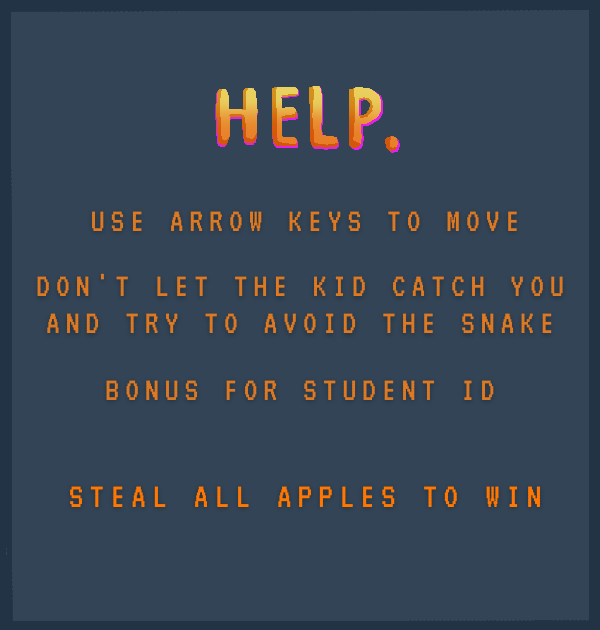 HELP.
USE ARROW KEYS TO MOVE
DON'T LET THE KID CATCH YOU
AND TRY TO AVOID THE SNAKE
BONUS FOR STUDENT ID
STEAL ALL APPLES TO WIN